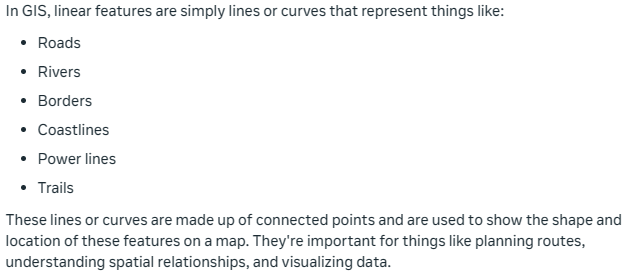 In GIS, linear features are simply lines or curves that represent things like:
• Roads
• Rivers
• Borders
• Coastlines
• Power lines
• Trails
These lines or curves are made up of connected points and are used to show the shape and
location of these features on a map. They're important for things like planning routes,
understanding spatial relationships, and visualizing data.